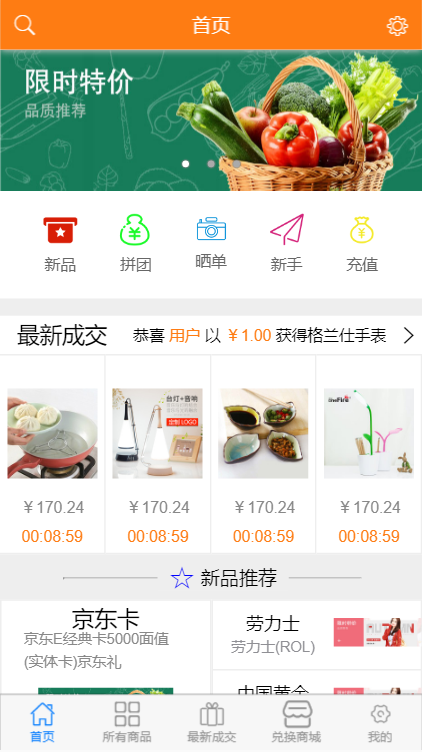 首页
限时特价
品质推荐
新品 拼团 晒单 新手 充值
最新成交 恭喜 用户 以 ￥1.00 获得格兰仕手表
台灯+音响
定制 LOGO
￥170.24 ￥170.24 ￥170.24 ￥170.24
00:08:59 00:08:59 00:08:59 00:08:59
新品推荐
京东卡
京东E经典卡5000面值
(实体卡)京东礼
劳力士
劳力士(ROL)
中国黄金
首页 所有商品 最新成交 兑换商城 我的